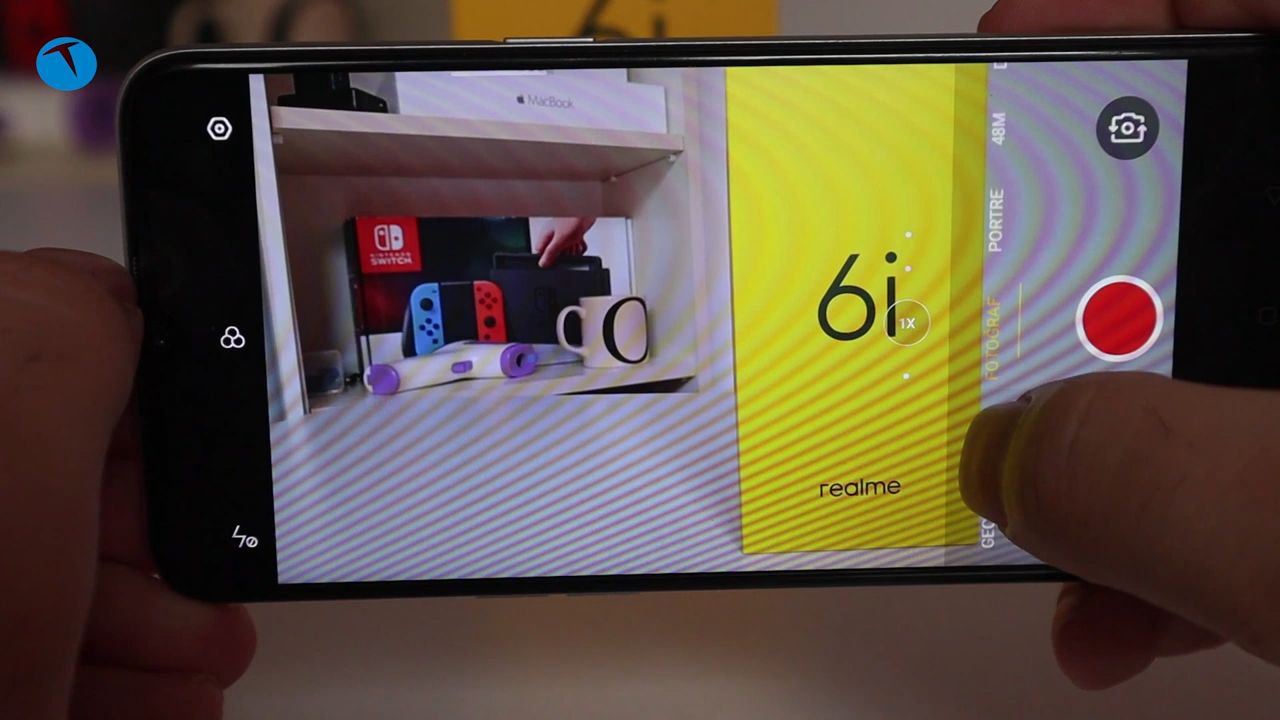 MacBook
NINTENDO
SWITCH
6i
1X
realme
48M
PORTRE
FOTOĞRAF